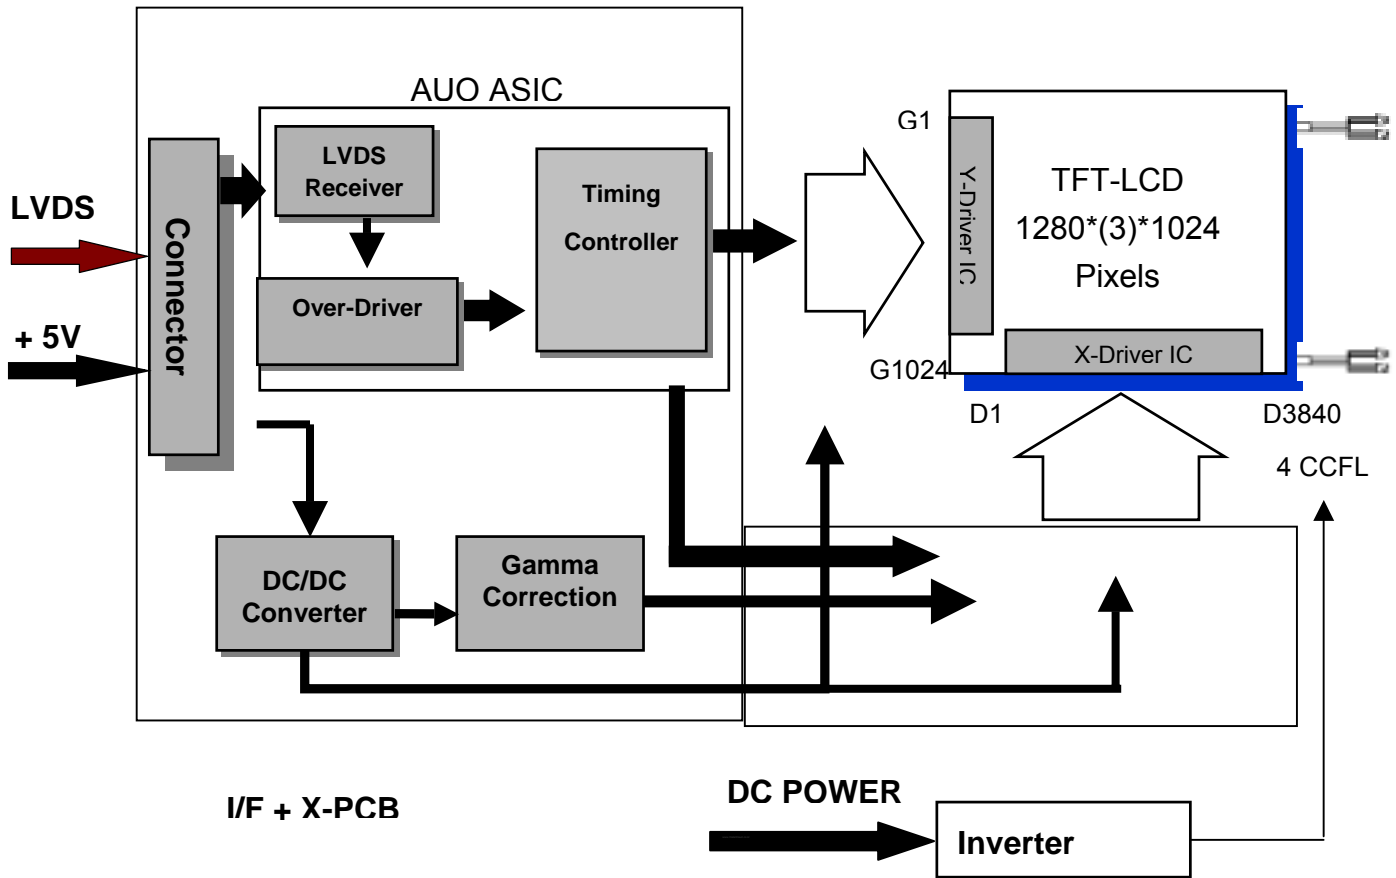 AUO ASIC
LVDS
Receiver
Timing
Controller
Over-Driver
Connector
LVDS
+ 5V
G1
Y-Driver IC
TFT-LCD
1280*(3)*1024
Pixels
X-Driver IC
G1024
D1
D3840
4 CCFL
DC/DC
Converter
Gamma
Correction
I/F + X-PCB
DC POWER
Inverter